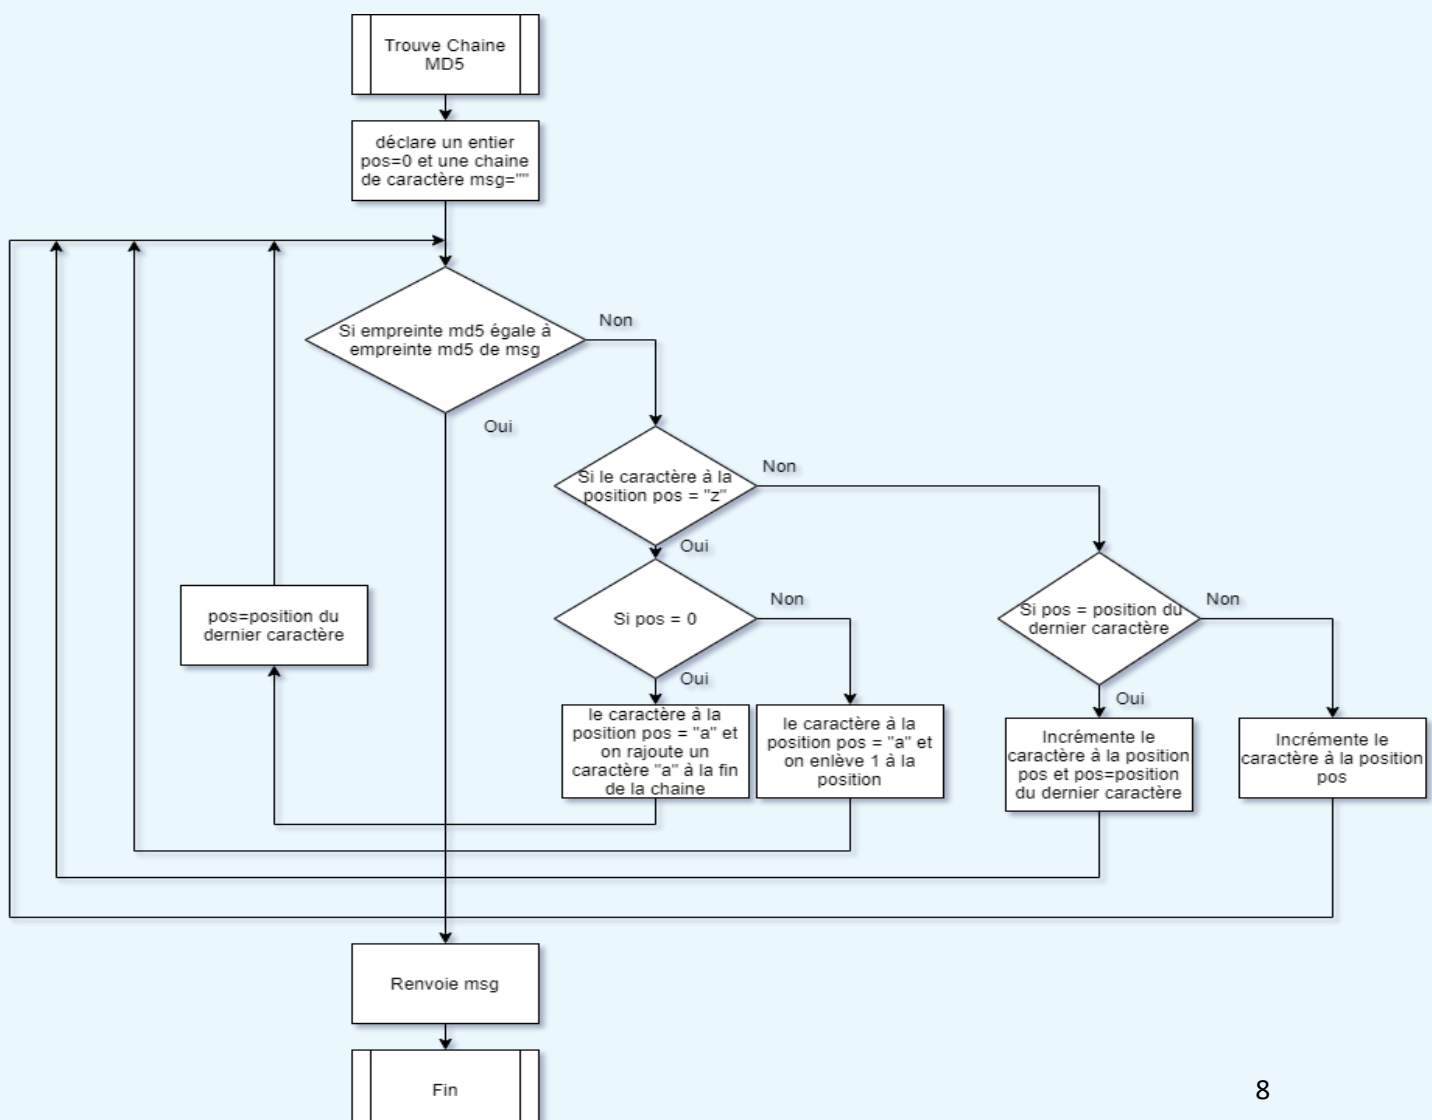 Trouve Chaine
MD5
déclare un entier
pos=0 et une chaine
de caractère msg=""
Si empreinte md5 égale à
empreinte md5 de msg
Non
Oui
Si le caractère à la
position pos = "z"
Non
Oui
pos=position du
dernier caractère
Si pos = 0
Non
Oui
Si pos = position du
dernier caractère
Non
Oui
le caractère à la
position pos = "a" et
on rajoute un
caractère "a" à la fin
de la chaine
le caractère à la
position pos = "a" et
on enlève 1 à la
position
Incrémente le
caractère à la position
pos et pos=position
du dernier caractère
Incrémente le
caractère à la position
pos
Renvoie msg
Fin
8